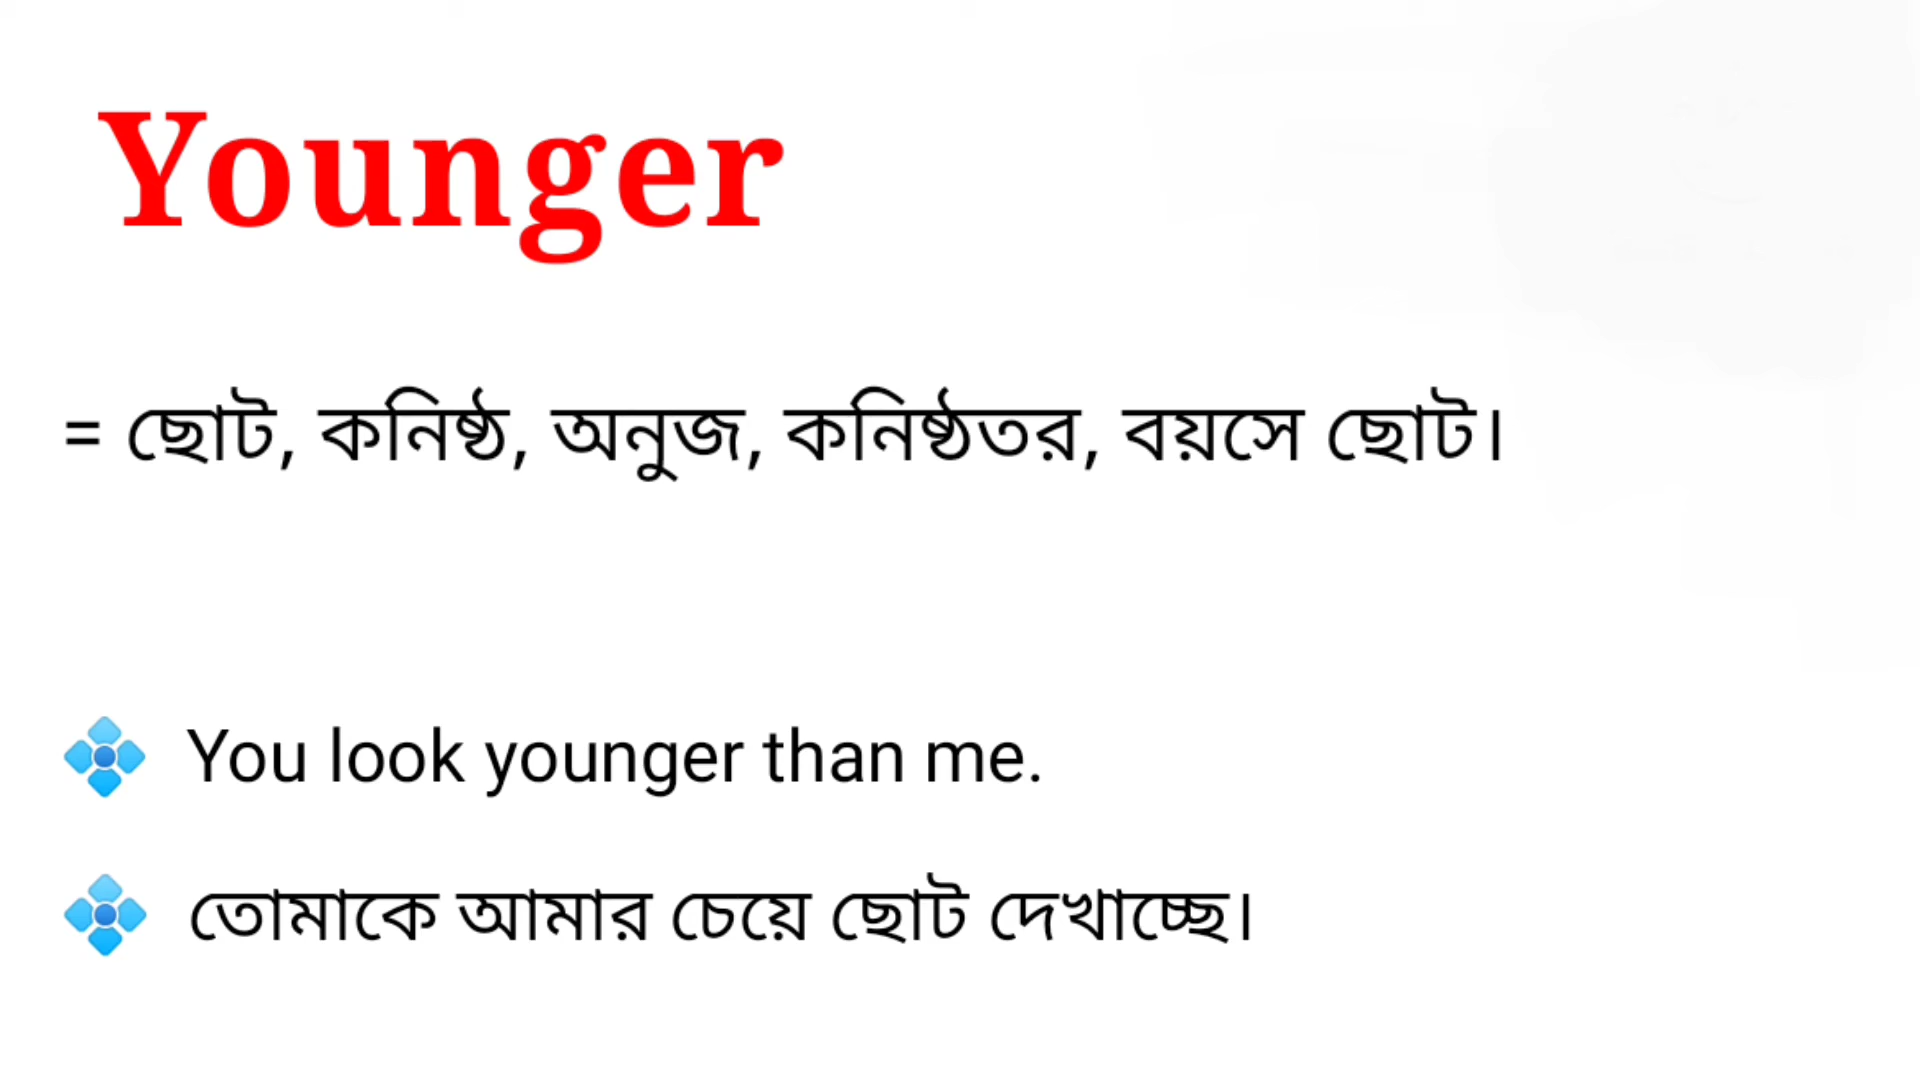 Younger
= ছোট, কনিষ্ঠ, অনুজ, কনিষ্ঠতর, বয়সে ছোট।
You look younger than me.
তোমাকে আমার চেয়ে ছোট দেখাচ্ছে।